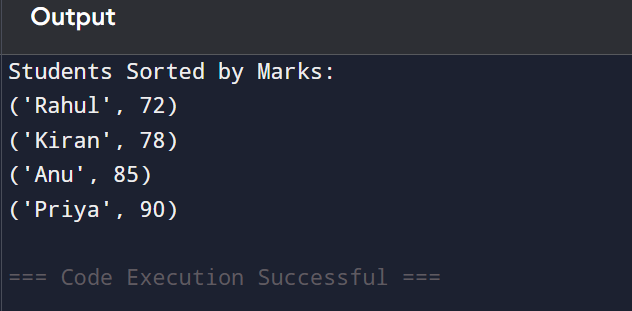 Output
Students Sorted by Marks:
('Rahul', 72)
('Kiran', 78)
('Anu', 85)
('Priya', 90)
=== Code Execution Successful ===